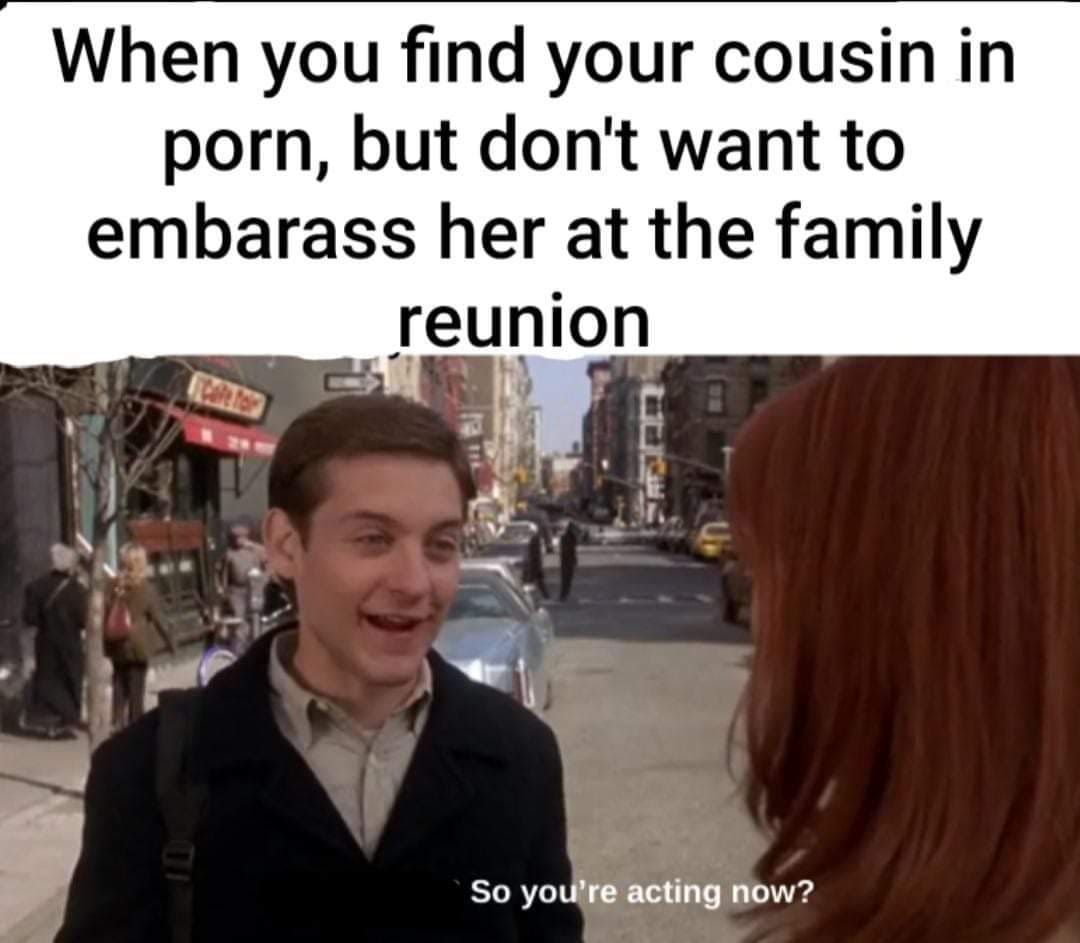 When you find your cousin in
porn, but don't want to
embarass her at the family
reunion
So you're acting now?